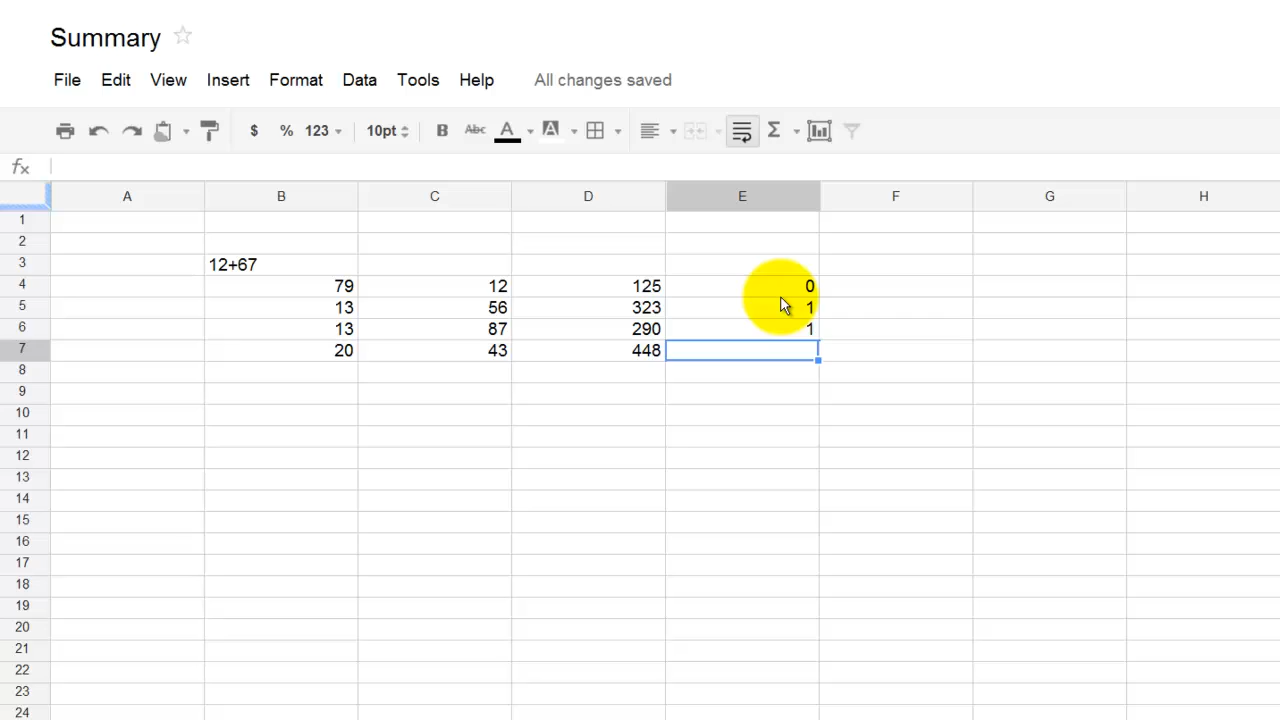 Summary
File Edit View Insert Format Data Tools Help All changes saved
$ % 123 10pt B Abc A A Σ
fx
A B C D E F G H
1
2
3 12+67
4 79 12 125 0
5 13 56 323 1
6 13 87 290 1
7 20 43 448
8
9
10
11
12
13
14
15
16
17
18
19
20
21
22
23
24